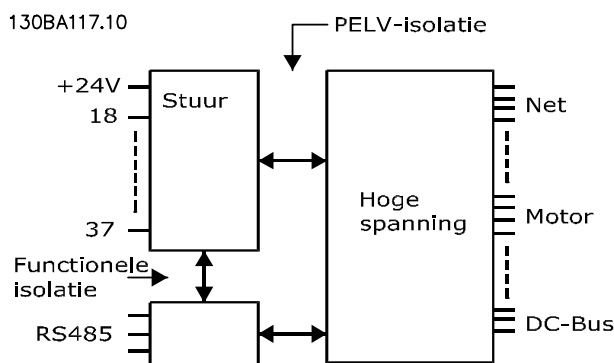 130BA117.10
PELV-isolatie
+24V
Stuur
18
Net
Hoge
spanning
Motor
37
Functionele
isolatie
RS485
DC-Bus